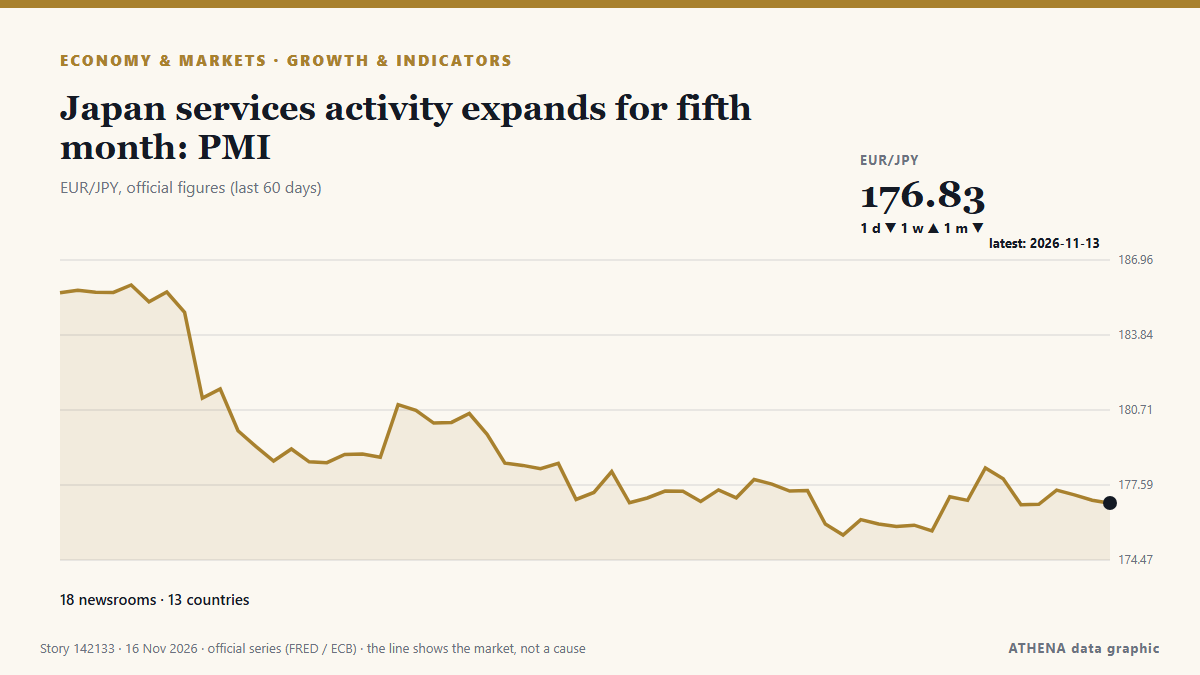 ECONOMY & MARKETS · GROWTH & INDICATORS
Japan services activity expands for fifth
month: PMI
EUR/JPY, official figures (last 60 days)
EUR/JPY
176.83
1 d ▼ 1 w ▲ 1 m ▼
latest: 2026-11-13
186.96
183.84
180.71
177.59
174.47
18 newsrooms · 13 countries
Story 142133 · 16 Nov 2026 · official series (FRED / ECB) · the line shows the market, not a cause
ATHENA data graphic